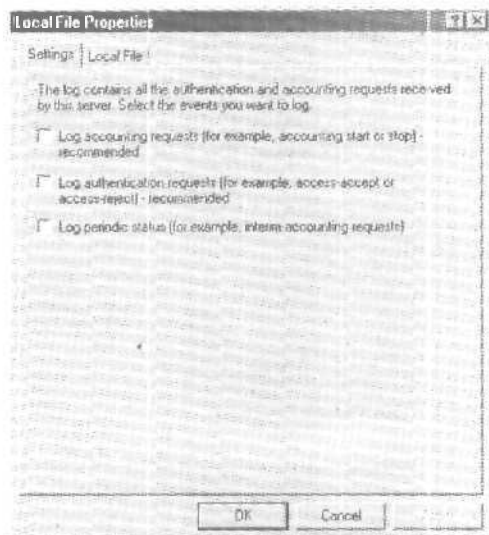 Local File Properties
Settings Local File
The log contains all the authentication and accounting requests received
by this server. Select the events you want to log.
Log accounting requests (for example, accounting start or stop) -
recommended
Log authentication requests (for example, access-accept or
access-reject) - recommended
Log periodic status (for example, interim accounting requests)
OK Cancel